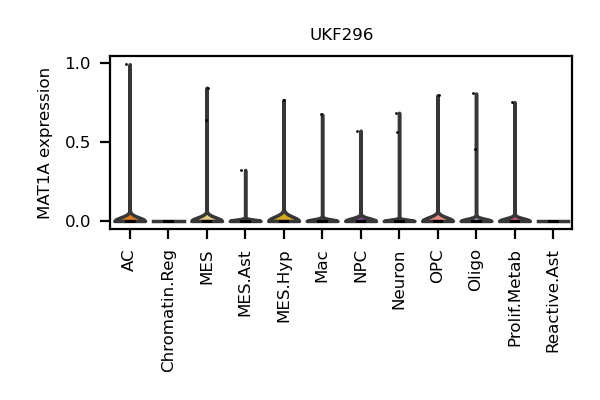 UKF296
MAT1A expression
1.0
0.5
0.0
AC
Chromatin.Reg
MES
MES.Ast
MES.Hyp
Mac
NPC
Neuron
OPC
Oligo
Prolif.Metab
Reactive.Ast